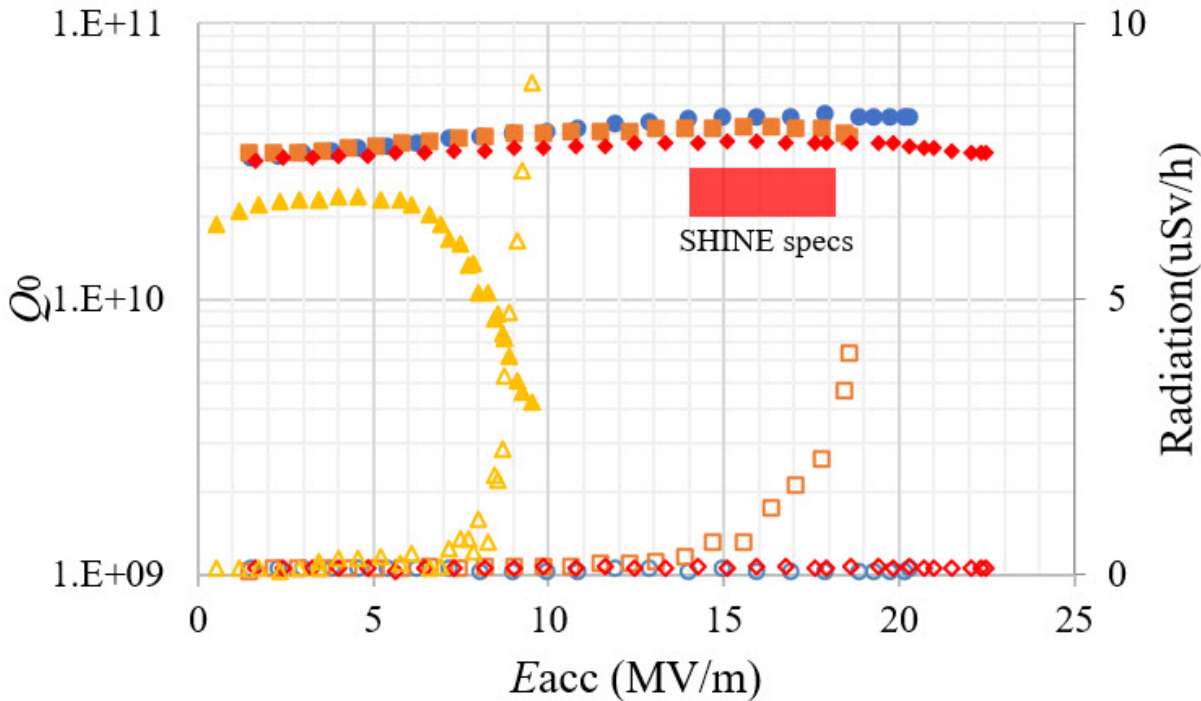 1.E+11
1.E+10
1.E+09
Q0
10
5
0
Radiation(uSv/h)
SHINE specs
0 5 10 15 20 25
Eacc (MV/m)